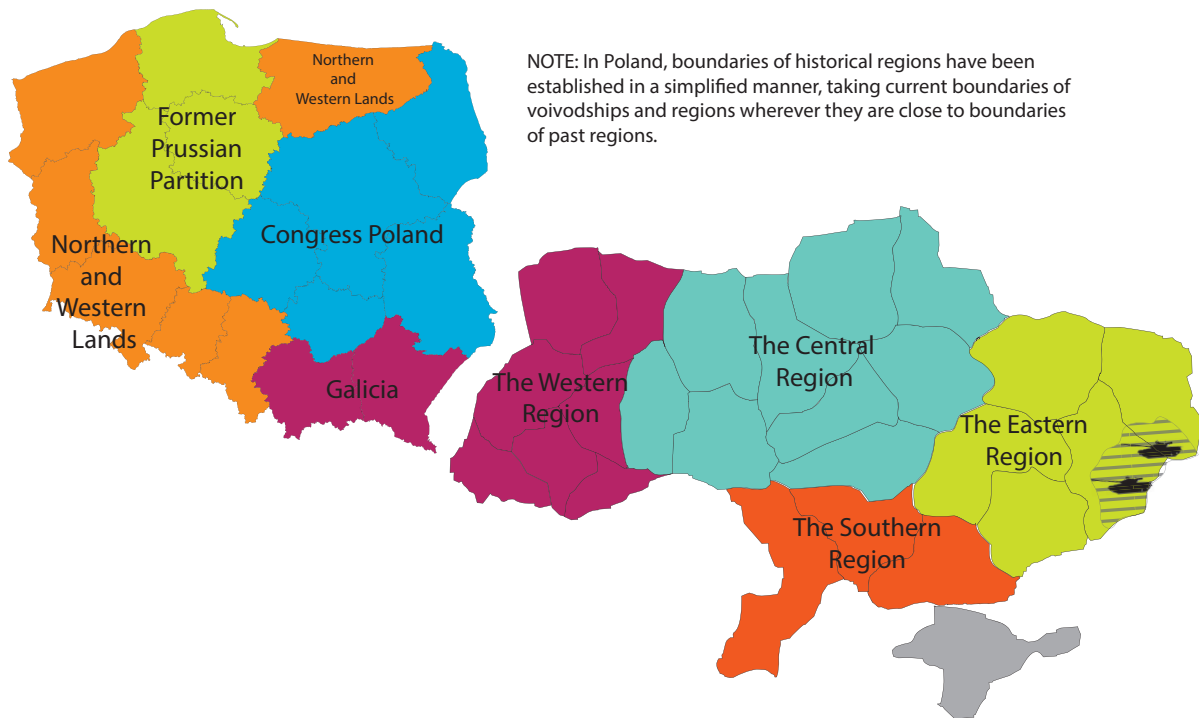 Northern
and
Western Lands
NOTE: In Poland, boundaries of historical regions have been
established in a simplified manner, taking current boundaries of
voivodships and regions wherever they are close to boundaries
of past regions.
Former
Prussian
Partition
Congress Poland
Northern
and
Western
Lands
Galicia
The Western
Region
The Central
Region
The Eastern
Region
The Southern
Region